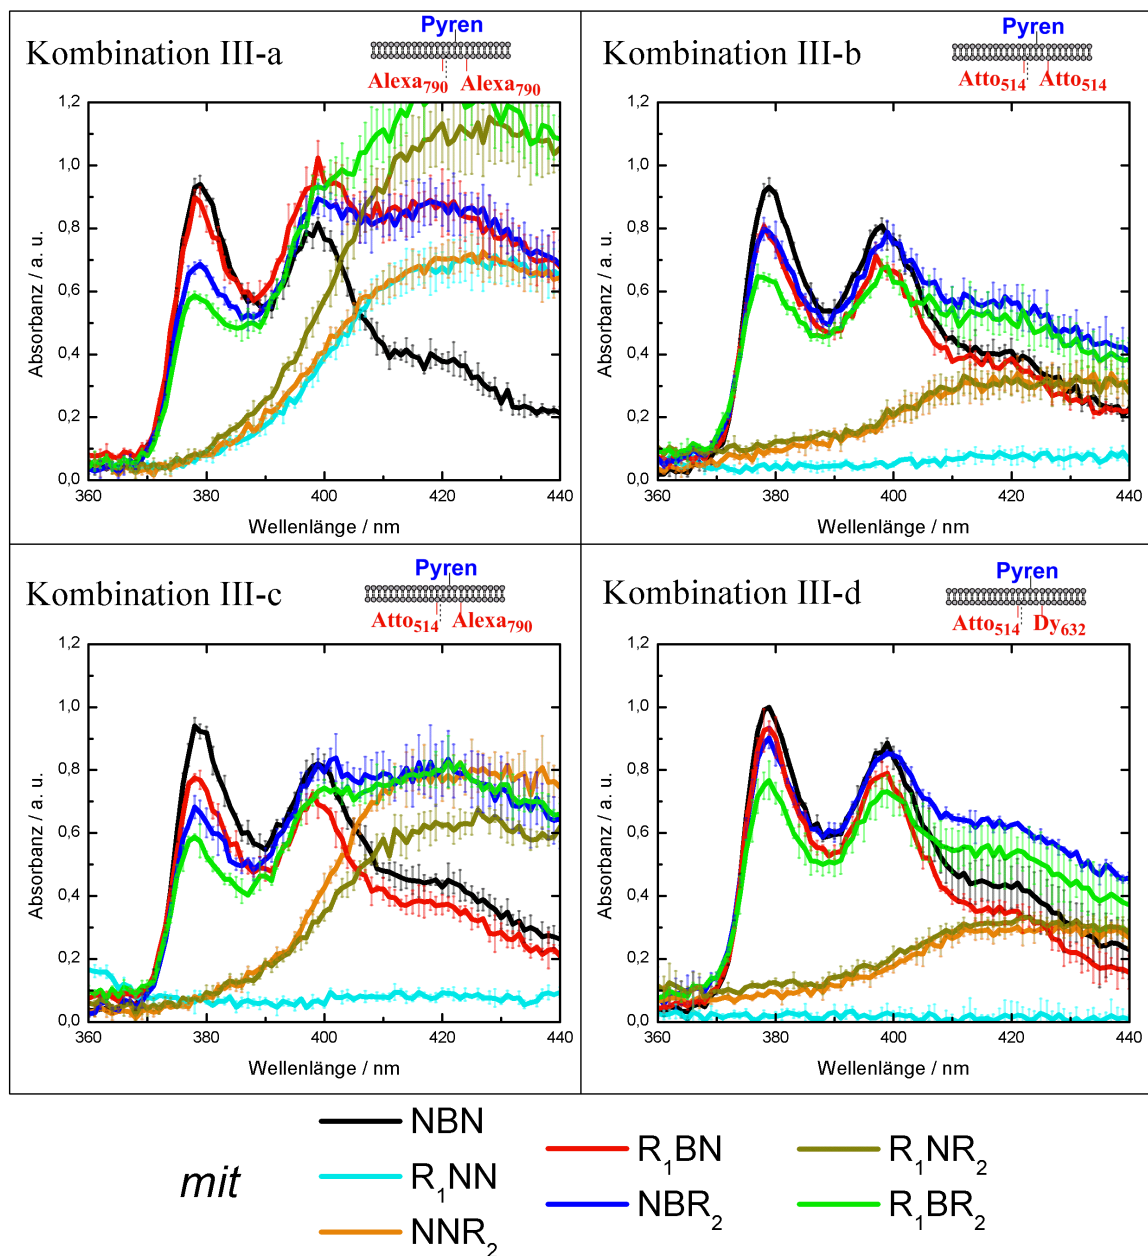 Kombination III-a
Pyren
Alexa790 Alexa790
1,2
1,0
0,8
0,6
0,4
0,2
0,0
Absorbanz / a. u.
360 380 400 420 440
Wellenlänge / nm
Kombination III-b
Pyren
Atto514 Atto514
1,2
1,0
0,8
0,6
0,4
0,2
0,0
Absorbanz / a. u.
360 380 400 420 440
Wellenlänge / nm
Kombination III-c
Pyren
Atto514 Alexa790
1,2
1,0
0,8
0,6
0,4
0,2
0,0
Absorbanz / a. u.
360 380 400 420 440
Wellenlänge / nm
Kombination III-d
Pyren
Atto514 Dy632
1,2
1,0
0,8
0,6
0,4
0,2
0,0
Absorbanz / a. u.
360 380 400 420 440
Wellenlänge / nm
mit
NBN
R1NN
NNR2
R1BN
NBR2
R1NR2
R1BR2